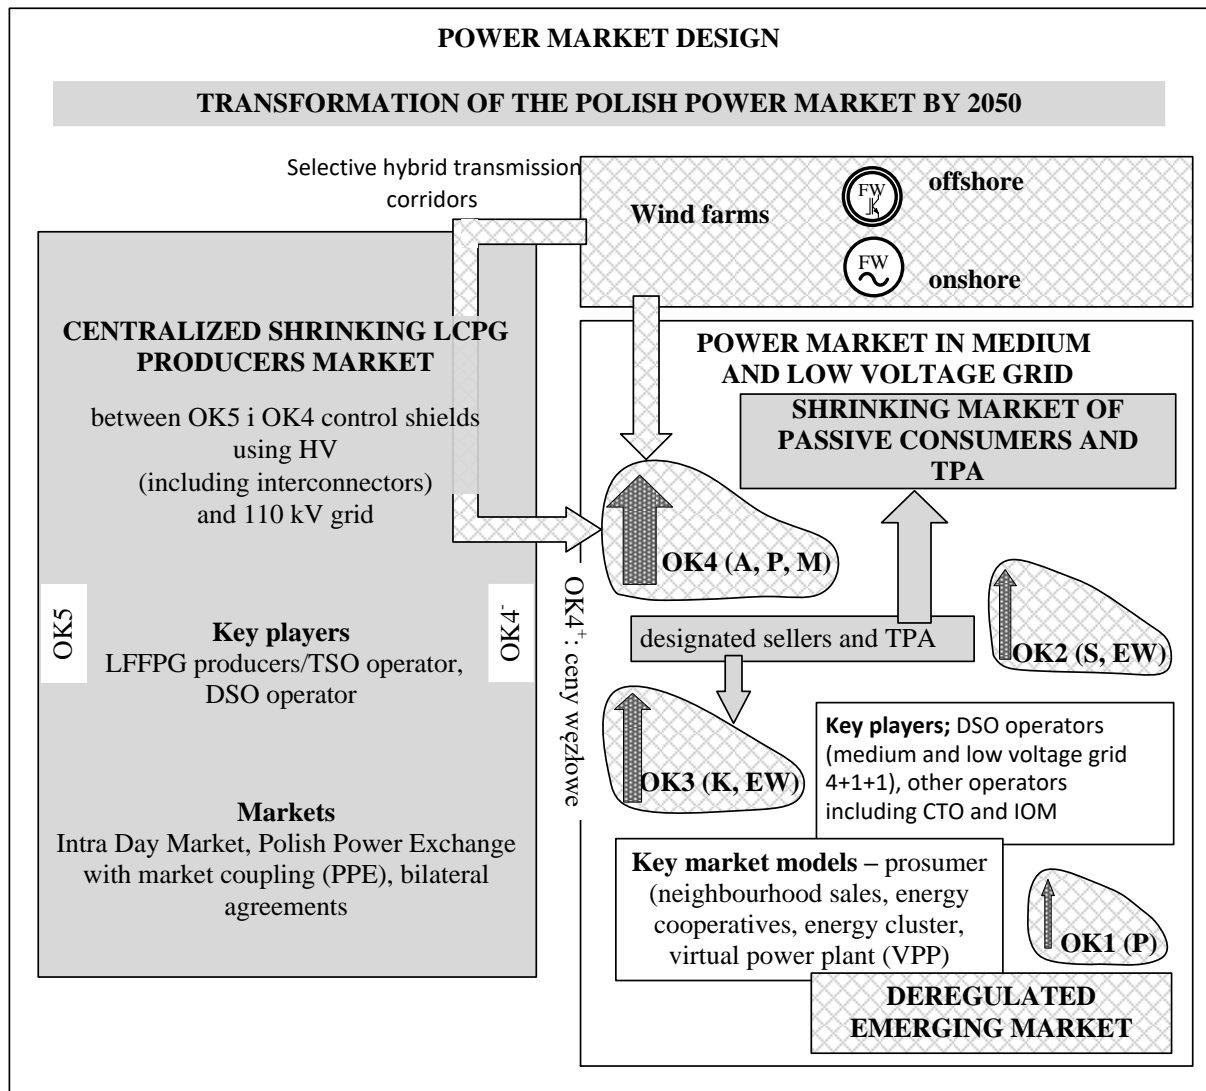 POWER MARKET DESIGN
TRANSFORMATION OF THE POLISH POWER MARKET BY 2050
Selective hybrid transmission
corridors
Wind farms
FW
offshore
FW
onshore
CENTRALIZED SHRINKING LCPG
PRODUCERS MARKET
between OK5 i OK4 control shields
using HV
(including interconnectors)
and 110 kV grid
OK5
OK4⁻
Key players
LFFPG producers/TSO operator,
DSO operator
Markets
Intra Day Market, Polish Power Exchange
with market coupling (PPE), bilateral
agreements
OK4⁺: ceny węzłowe
POWER MARKET IN MEDIUM
AND LOW VOLTAGE GRID
SHRINKING MARKET OF
PASSIVE CONSUMERS AND
TPA
OK4 (A, P, M)
designated sellers and TPA
OK2 (S, EW)
OK3 (K, EW)
Key players; DSO operators
(medium and low voltage grid
4+1+1), other operators
including CTO and IOM
Key market models – prosumer
(neighbourhood sales, energy
cooperatives, energy cluster,
virtual power plant (VPP)
OK1 (P)
DEREGULATED
EMERGING MARKET